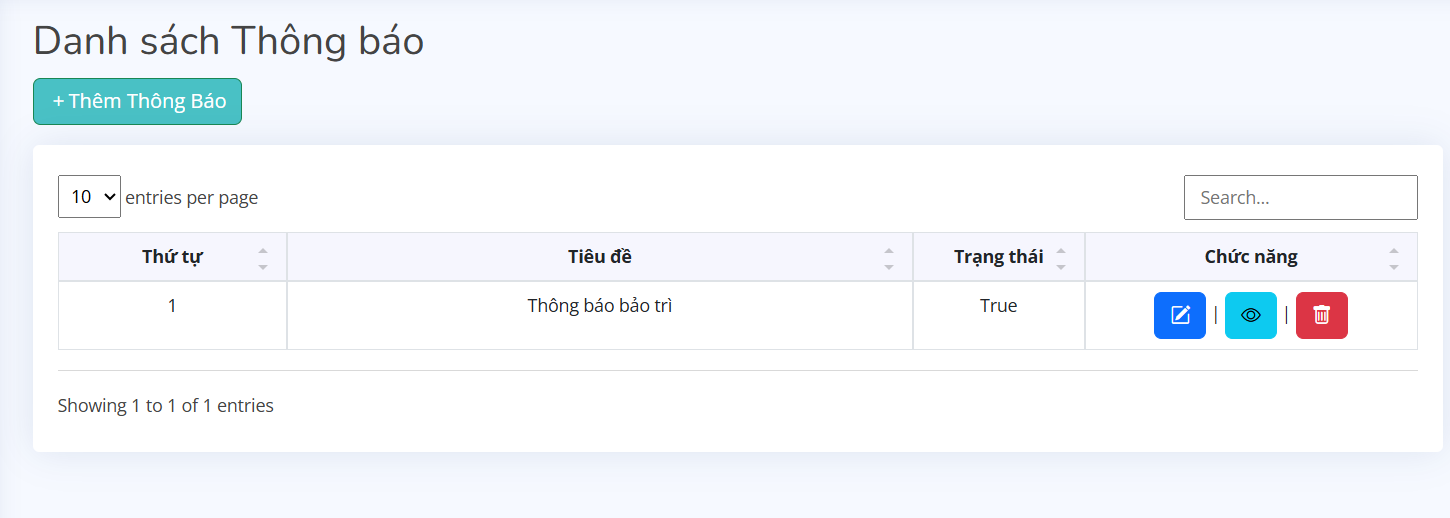 Danh sách Thông báo
+ Thêm Thông Báo
10 entries per page
Search...
Thứ tự Tiêu đề Trạng thái Chức năng
1 Thông báo bảo trì True | |
Showing 1 to 1 of 1 entries